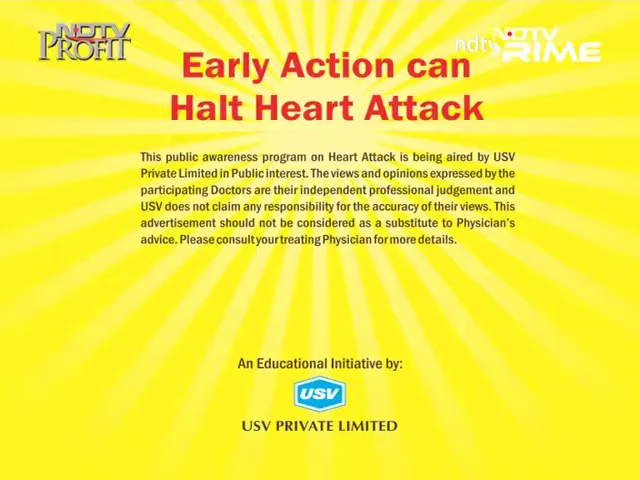 NDTV
PROFIT
ndtv
NDTV
PRIME
Early Action can
Halt Heart Attack
This public awareness program on Heart Attack is being aired by USV
Private Limited in Public interest. The views and opinions expressed by the
participating Doctors are their independent professional judgement and
USV does not claim any responsibility for the accuracy of their views. This
advertisement should not be considered as a substitute to Physician's
advice. Please consult your treating Physician for more details.
An Educational Initiative by:
USV
USV PRIVATE LIMITED